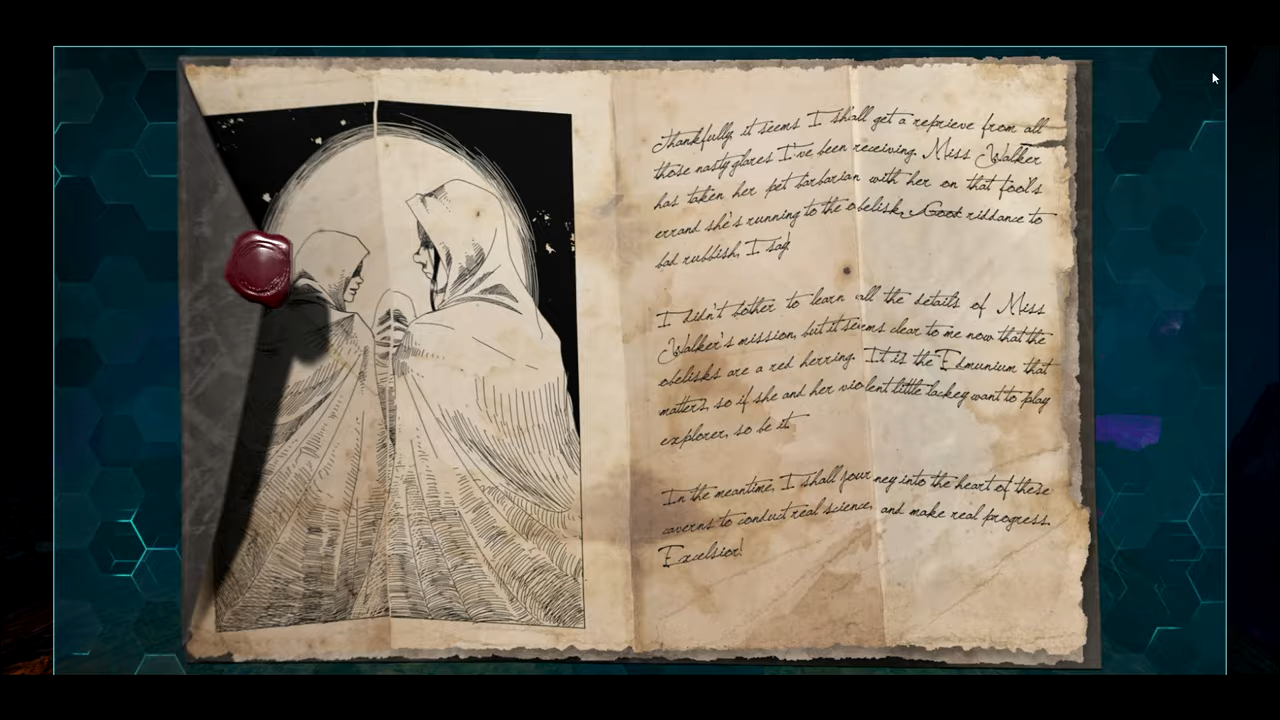 Thankfully, it seems I shall get a reprieve from all
those nasty glares I've been receiving. Miss Walker
has taken her pet barbarian with her on that fool's
errand she's running to the obelisk. Good riddance to
bad rubbish, I say!
I didn't bother to learn all the details of Miss
Walker's mission, but it seems clear to me now that the
obelisks are a red herring. It is the Edmunium that
matters, so if she and her violent little lackey want to play
explorer, so be it.
In the meantime, I shall journey into the heart of these
caverns to conduct real science, and make real progress.
Excelsior!